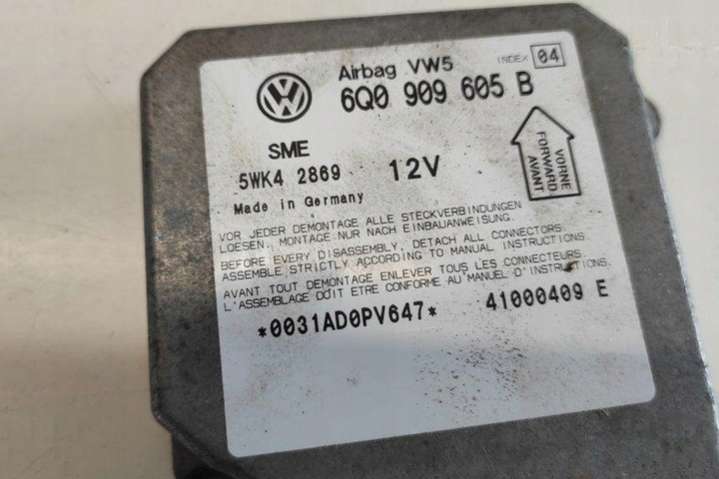 Airbag VW5
INDEX 04
6Q0 909 605 B
SME
5WK4 2869 12V
Made in Germany
VORNE
FORWARD
AVANT
VOR JEDER DEMONTAGE ALLE STECKVERBINDUNGEN
LOESEN, MONTAGE NUR NACH EINBAUANWEISUNG.
BEFORE EVERY DISASSEMBLY, DETACH ALL CONNECTORS
ASSEMBLE STRICTLY ACCORDING TO MANUAL INSTRUCTIONS.
AVANT TOUT DEMONTAGE ENLEVER TOUS LES CONNECTEURS.
L'ASSEMBLAGE DOIT ETRE CONFORME AU MANUEL D'INSTRUCTIONS.
*0031AD0PV647* 41000409 E